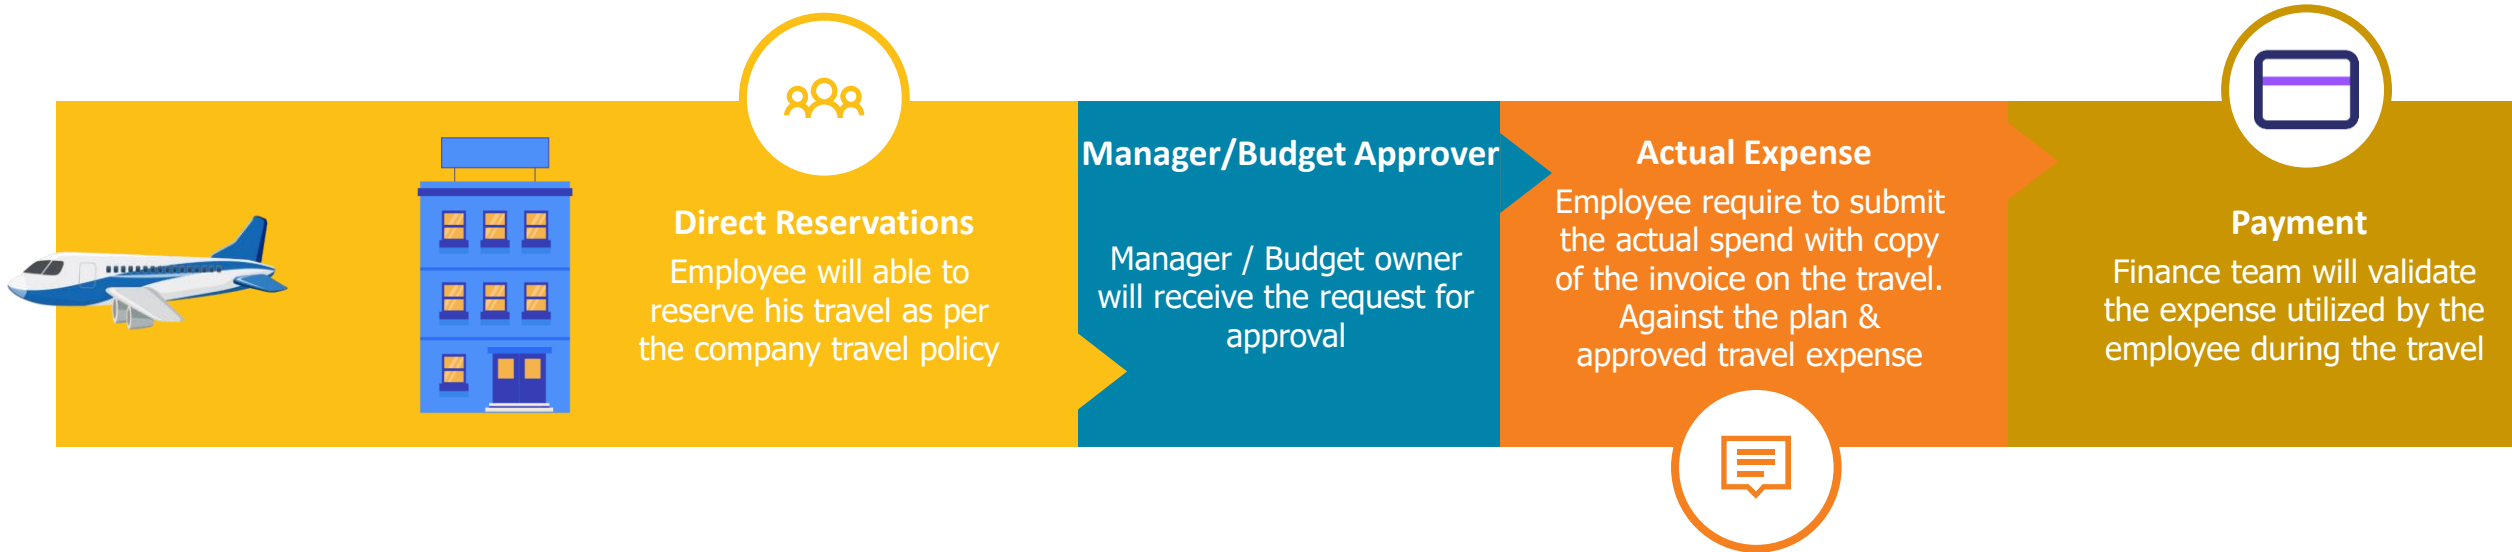 Direct Reservations
Employee will able to
reserve his travel as per
the company travel policy
Manager/Budget Approver
Manager / Budget owner
will receive the request for
approval
Actual Expense
Employee require to submit
the actual spend with copy
of the invoice on the travel.
Against the plan &
approved travel expense
Payment
Finance team will validate
the expense utilized by the
employee during the travel